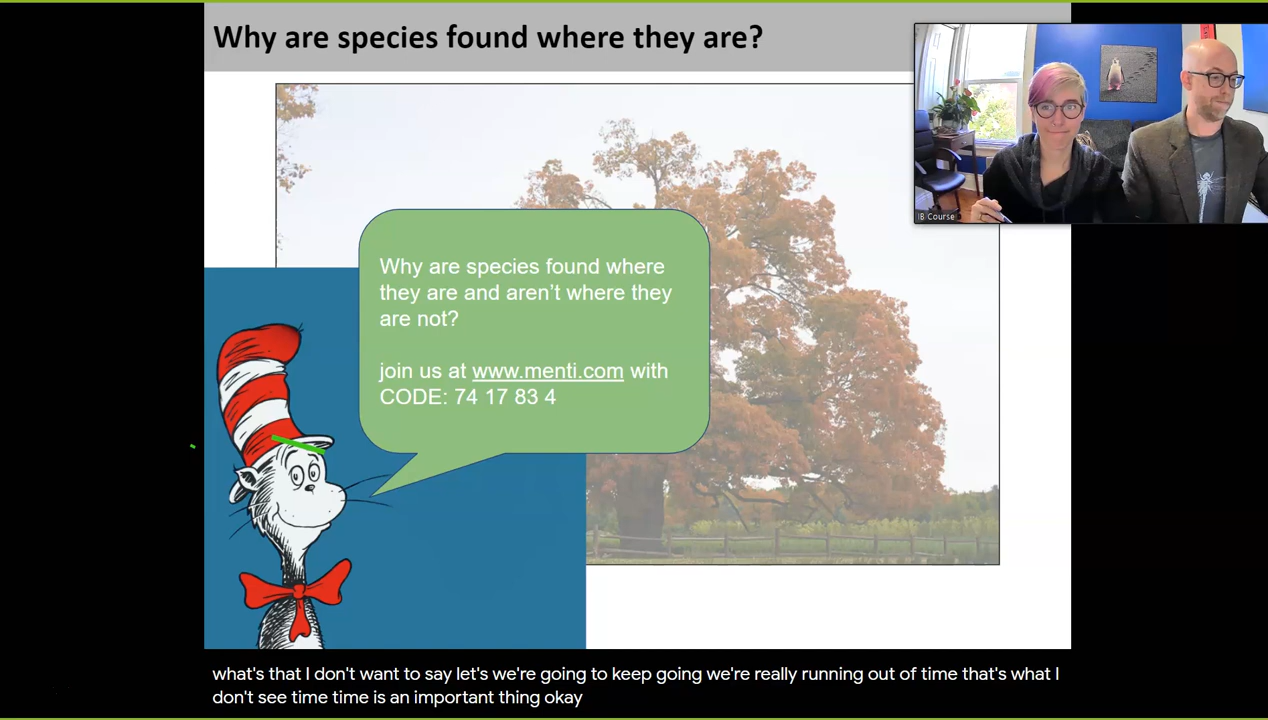 Why are species found where they are?
IB Course
Why are species found where
they are and aren't where they
are not?
join us at www.menti.com with
CODE: 74 17 83 4
what's that I don't want to say let's we're going to keep going we're really running out of time that's what I
don't see time time is an important thing okay